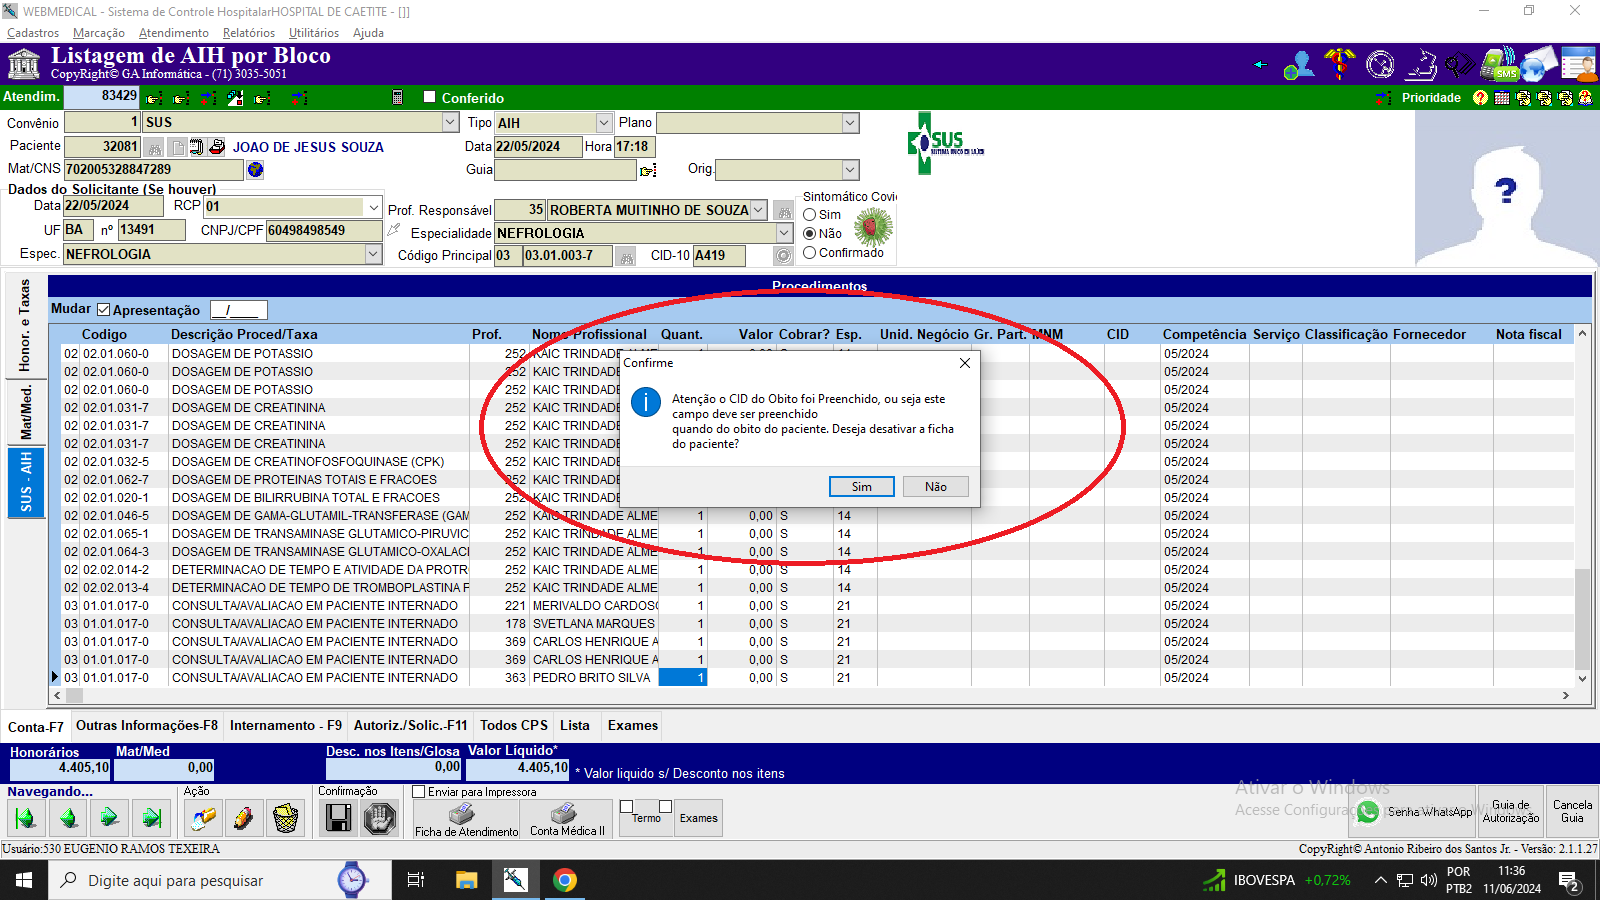 WEBMEDICAL - Sistema de Controle HospitalarHOSPITAL DE CAETITE - []]
Cadastros Marcação Atendimento Relatórios Utilitários Ajuda
Listagem de AIH por Bloco
CopyRight© GA Informática - (71) 3035-5051
SMS
Atendim. 83429 Conferido Prioridade
Convênio 1 SUS Tipo AIH Plano
Paciente 32081 JOAO DE JESUS SOUZA Data 22/05/2024 Hora 17:18
Mat/CNS 702005328847289 Guia Orig.
SUS
Dados do Solicitante (Se houver)
Data 22/05/2024 RCP 01
UF BA nº 13491 CNPJ/CPF 60498498549
Espec. NEFROLOGIA
Prof. Responsável 35 ROBERTA MUITINHO DE SOUZA
Especialidade NEFROLOGIA
Código Principal 03 03.01.003-7 CID-10 A419
Sintomático Covi
Sim
Não
Confirmado
?
Honor. e Taxas
Mat/Med.
SUS - AIH
Procedimentos
Mudar Apresentação _/____
Codigo Descrição Proced/Taxa Prof. Nome Profissional Quant. Valor Cobrar? Esp. Unid. Negócio Gr. Part. MNM CID Competência Serviço Classificação Fornecedor Nota fiscal
02 02.01.060-0 DOSAGEM DE POTASSIO 252 KAIC TRINDADE ALME 05/2024
02 02.01.060-0 DOSAGEM DE POTASSIO 252 KAIC TRINDADE 05/2024
02 02.01.060-0 DOSAGEM DE POTASSIO 252 KAIC TRINDADE 05/2024
02 02.01.031-7 DOSAGEM DE CREATININA 252 KAIC TRINDADE 05/2024
02 02.01.031-7 DOSAGEM DE CREATININA 252 KAIC TRINDADE 05/2024
02 02.01.031-7 DOSAGEM DE CREATININA 252 KAIC TRINDADE 05/2024
02 02.01.032-5 DOSAGEM DE CREATINOFOSFOQUINASE (CPK) 252 KAIC TRINDADE 05/2024
02 02.01.062-7 DOSAGEM DE PROTEINAS TOTAIS E FRACOES 252 KAIC TRINDADE 05/2024
02 02.01.020-1 DOSAGEM DE BILIRRUBINA TOTAL E FRACOES 252 KAIC TRINDADE 05/2024
02 02.01.046-5 DOSAGEM DE GAMA-GLUTAMIL-TRANSFERASE (GAM 252 KAIC TRINDADE ALME 1 0,00 S 14 05/2024
02 02.01.065-1 DOSAGEM DE TRANSAMINASE GLUTAMICO-PIRUVIC 252 KAIC TRINDADE ALME 1 0,00 S 14 05/2024
02 02.01.064-3 DOSAGEM DE TRANSAMINASE GLUTAMICO-OXALACI 252 KAIC TRINDADE ALME 1 0,00 S 14 05/2024
02 02.02.014-2 DETERMINACAO DE TEMPO E ATIVIDADE DA PROTR 252 KAIC TRINDADE ALME 1 0,00 S 14 05/2024
02 02.02.013-4 DETERMINACAO DE TEMPO DE TROMBOPLASTINA F 252 KAIC TRINDADE ALME 1 0,00 S 14 05/2024
03 01.01.017-0 CONSULTA/AVALIACAO EM PACIENTE INTERNADO 221 MERIVALDO CARDOSO 1 0,00 S 21 05/2024
03 01.01.017-0 CONSULTA/AVALIACAO EM PACIENTE INTERNADO 178 SVETLANA MARQUES 1 0,00 S 21 05/2024
03 01.01.017-0 CONSULTA/AVALIACAO EM PACIENTE INTERNADO 369 CARLOS HENRIQUE A 1 0,00 S 21 05/2024
03 01.01.017-0 CONSULTA/AVALIACAO EM PACIENTE INTERNADO 369 CARLOS HENRIQUE A 1 0,00 S 21 05/2024
03 01.01.017-0 CONSULTA/AVALIACAO EM PACIENTE INTERNADO 363 PEDRO BRITO SILVA 1 0,00 S 21 05/2024
Confirme
Atenção o CID do Obito foi Preenchido, ou seja este
campo deve ser preenchido
quando do obito do paciente. Deseja desativar a ficha
do paciente?
Sim Não
Conta-F7 Outras Informações-F8 Internamento - F9 Autoriz./Solic.-F11 Todos CPS Lista Exames
Honorários Mat/Med Desc. nos Itens/Glosa Valor Líquido*
4.405,10 0,00 0,00 4.405,10 * Valor liquido s/ Desconto nos itens
Navegando... Ação Confirmação Enviar para Impressora
Ficha de Atendimento Conta Médica II Termo Exames
Ativar o Windows
Acesse Configurações para ativar o Windows.
Senha WhatsApp
Guia de
Autorização
Cancela
Guia
Usuário:530 EUGENIO RAMOS TEXEIRA CopyRight© Antonio Ribeiro dos Santos Jr. - Versão: 2.1.1.27
Digite aqui para pesquisar IBOVESPA +0,72%
POR
PTB2
11:36
11/06/2024
2